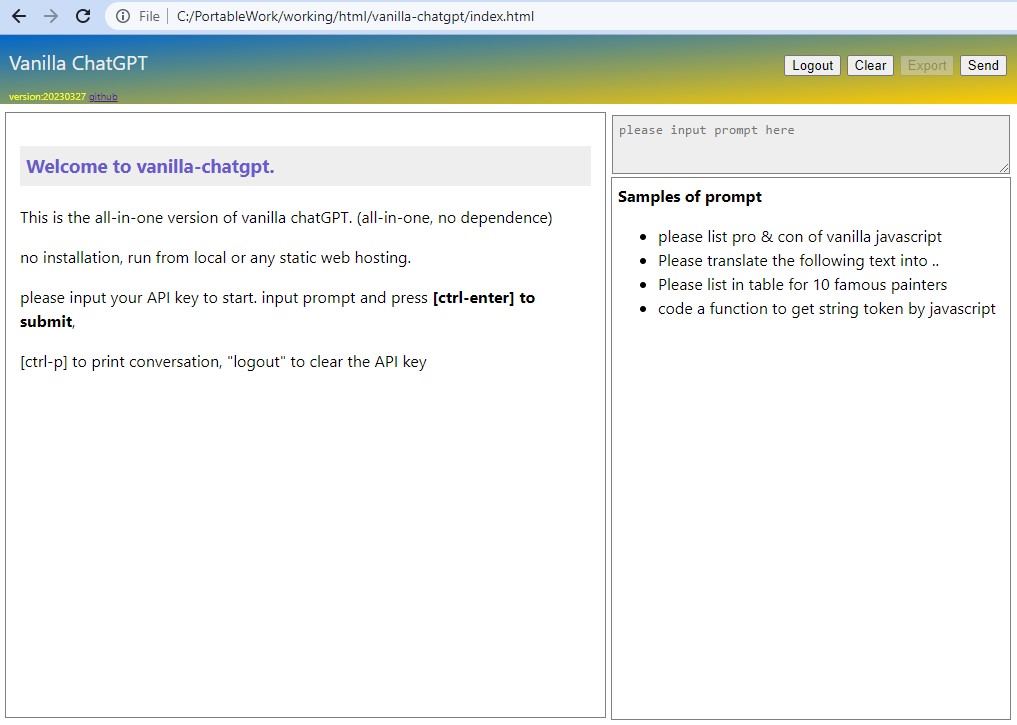 File C:/PortableWork/working/html/vanilla-chatgpt/index.html
Vanilla ChatGPT
Logout Clear Export Send
version:20230327 github
Welcome to vanilla-chatgpt.
This is the all-in-one version of vanilla chatGPT. (all-in-one, no dependence)
no installation, run from local or any static web hosting.
please input your API key to start. input prompt and press [ctrl-enter] to
submit,
[ctrl-p] to print conversation, "logout" to clear the API key
please input prompt here
Samples of prompt
please list pro & con of vanilla javascript
Please translate the following text into ..
Please list in table for 10 famous painters
code a function to get string token by javascript